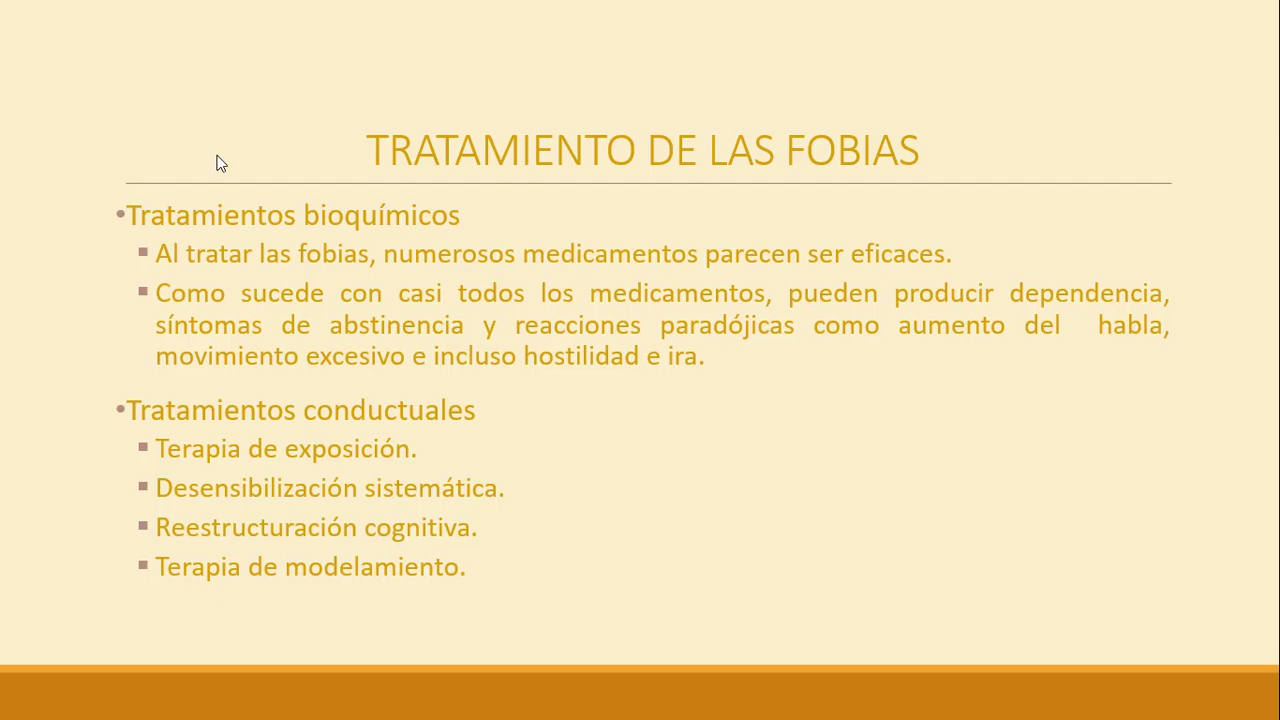 TRATAMIENTO DE LAS FOBIAS
•Tratamientos bioquímicos
▪ Al tratar las fobias, numerosos medicamentos parecen ser eficaces.
▪ Como sucede con casi todos los medicamentos, pueden producir dependencia,
síntomas de abstinencia y reacciones paradójicas como aumento del habla,
movimiento excesivo e incluso hostilidad e ira.
•Tratamientos conductuales
▪ Terapia de exposición.
▪ Desensibilización sistemática.
▪ Reestructuración cognitiva.
▪ Terapia de modelamiento.